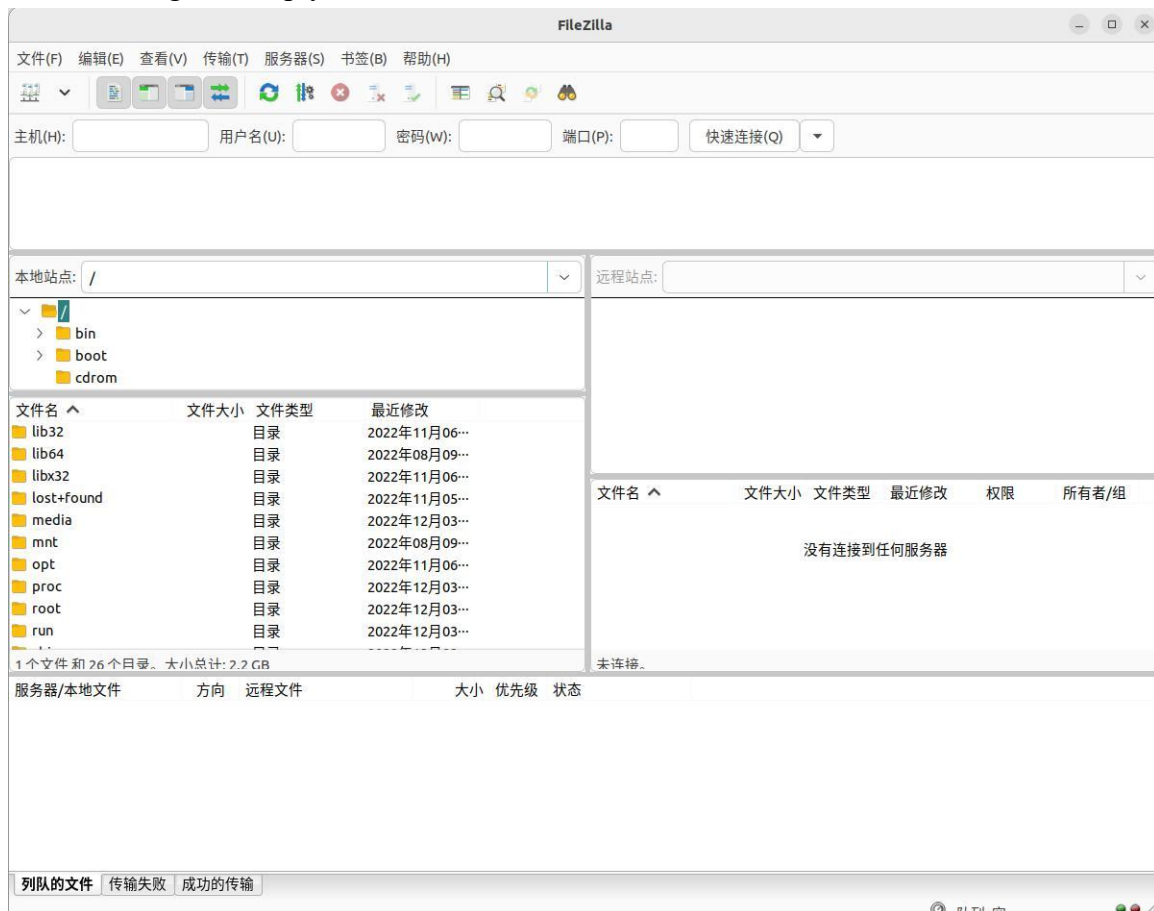 FileZilla
文件(F) 编辑(E) 查看(V) 传输(T) 服务器(S) 书签(B) 帮助(H)
主机(H): 用户名(U): 密码(W): 端口(P): 快速连接(Q)
本地站点: /
/
bin
boot
cdrom
文件名 文件大小 文件类型 最近修改
lib32 目录 2022年11月06···
lib64 目录 2022年08月09···
libx32 目录 2022年11月06···
lost+found 目录 2022年11月05···
media 目录 2022年12月03···
mnt 目录 2022年08月09···
opt 目录 2022年11月06···
proc 目录 2022年12月03···
root 目录 2022年12月03···
run 目录 2022年12月03···
1个文件 和 26个目录。大小总计: 2.2 GB
远程站点:
文件名 文件大小 文件类型 最近修改 权限 所有者/组
没有连接到任何服务器
未连接。
服务器/本地文件 方向 远程文件 大小 优先级 状态
列队的文件 传输失败 成功的传输